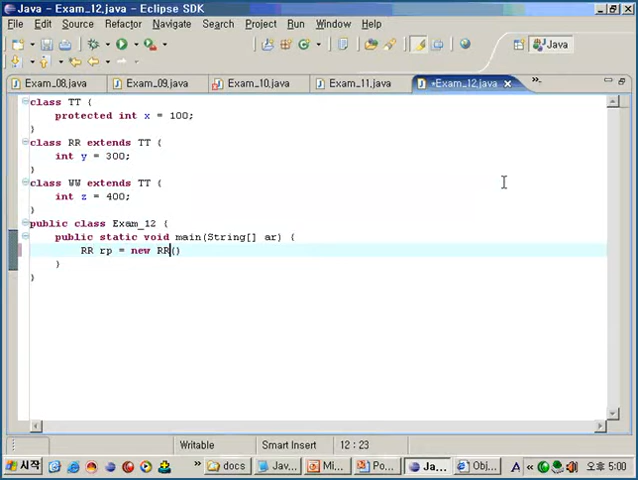 Java - Exam_12.java - Eclipse SDK
File Edit Source Refactor Navigate Search Project Run Window Help
Java
Exam_08.java Exam_09.java Exam_10.java Exam_11.java *Exam_12.java
class TT {
protected int x = 100;
}
class RR extends TT {
int y = 300;
}
class WW extends TT {
int z = 400;
}
public class Exam_12 {
public static void main(String[] ar) {
RR rp = new RR()
}
}
Writable Smart Insert 12 : 23
시작 docs Jav... Mi... Po... Ja... Obj... A 오후 5:00